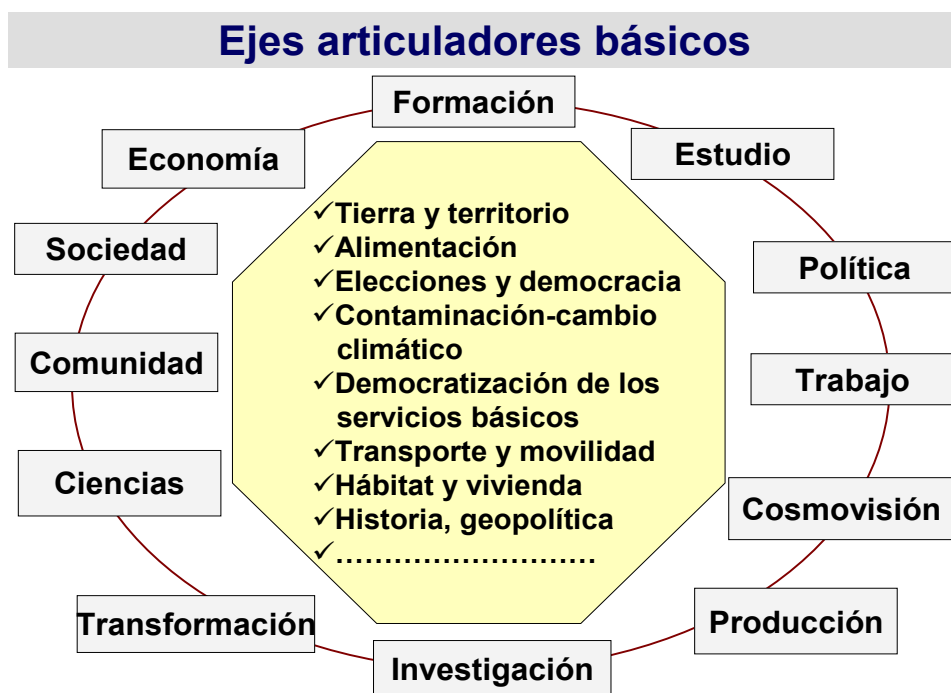 Ejes articuladores básicos
Formación
Estudio
Política
Trabajo
Cosmovisión
Producción
Investigación
Transformación
Ciencias
Comunidad
Sociedad
Economía
✓Tierra y territorio
✓Alimentación
✓Elecciones y democracia
✓Contaminación-cambio
climático
✓Democratización de los
servicios básicos
✓Transporte y movilidad
✓Hábitat y vivienda
✓Historia, geopolítica
✓...........................